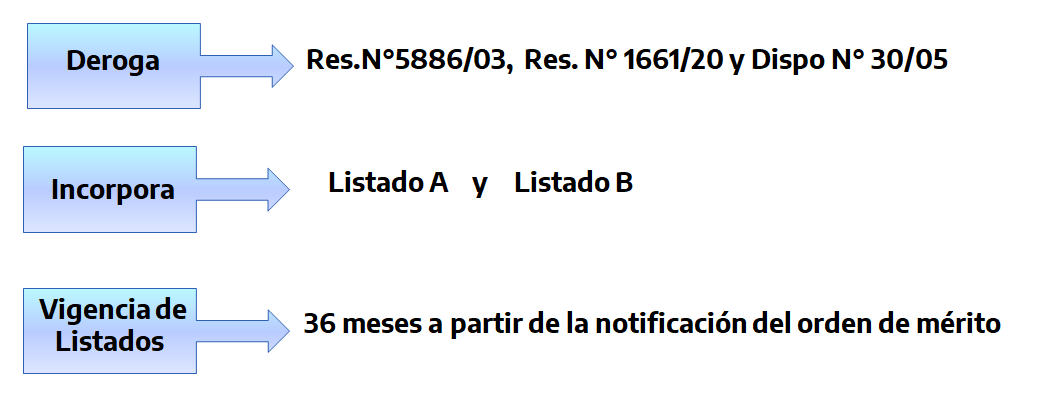 Deroga
Res.N°5886/03, Res. N° 1661/20 y Dispo N° 30/05
Incorpora
Listado A y Listado B
Vigencia de
Listados
36 meses a partir de la notificación del orden de mérito